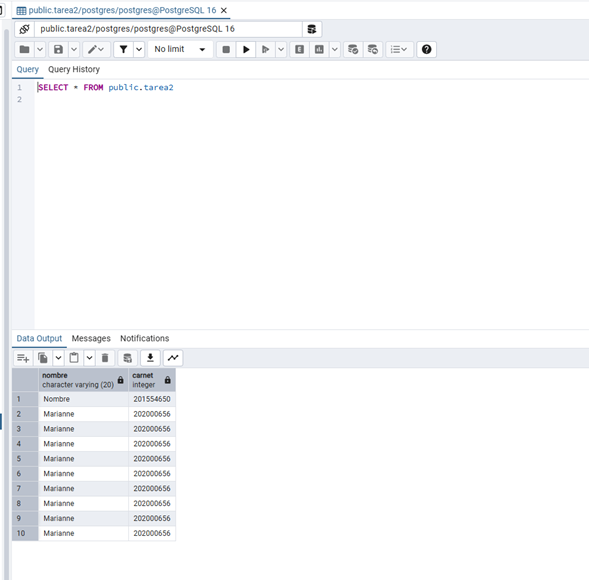 public.tarea2/postgres/postgres@PostgreSQL 16
public.tarea2/postgres/postgres@PostgreSQL 16
No limit
Query Query History
1 SELECT * FROM public.tarea2
2
Data Output Messages Notifications
nombre carnet
character varying (20) integer
1 Nombre 201554650
2 Marianne 202000656
3 Marianne 202000656
4 Marianne 202000656
5 Marianne 202000656
6 Marianne 202000656
7 Marianne 202000656
8 Marianne 202000656
9 Marianne 202000656
10 Marianne 202000656